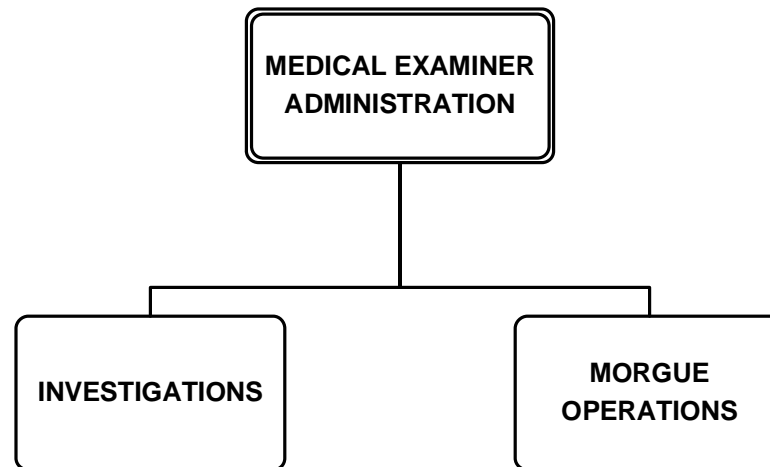 MEDICAL EXAMINER
ADMINISTRATION
INVESTIGATIONS
MORGUE
OPERATIONS